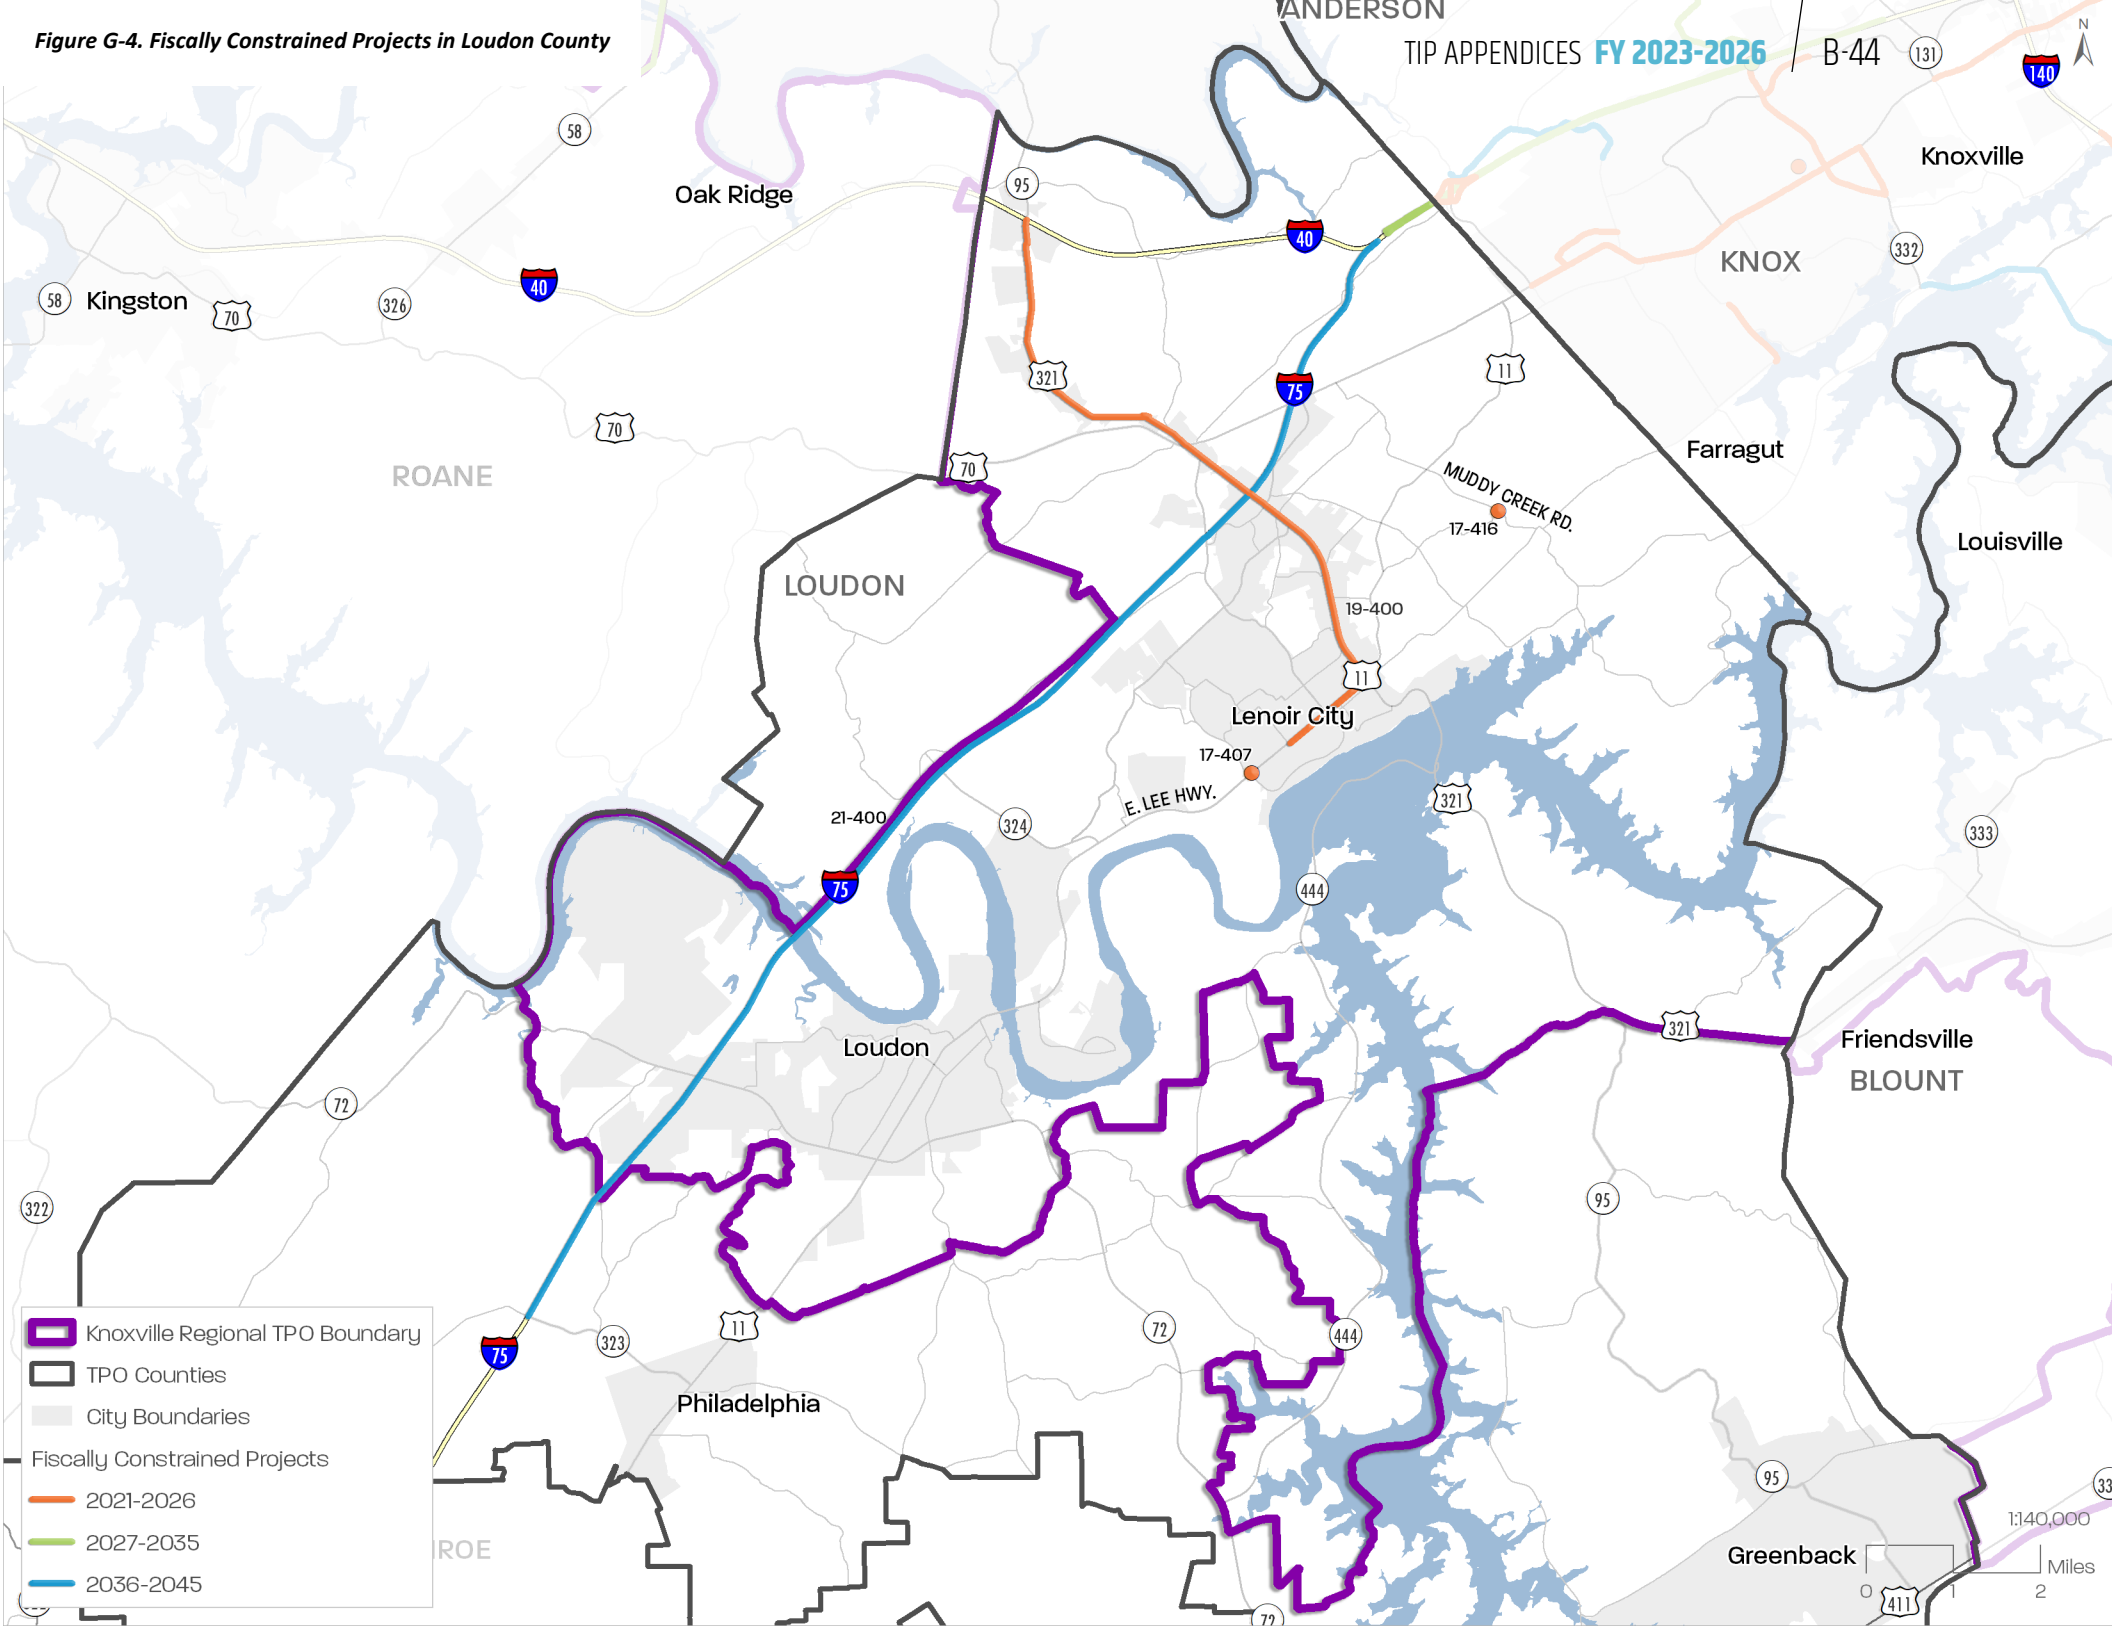 Figure G-4. Fiscally Constrained Projects in Loudon County
ANDERSON
TIP APPENDICES FY 2023-2026 / B-44
N
131
140
58
Knoxville
Oak Ridge
95
40
KNOX
332
40
58
Kingston
70
326
321
75
11
70
Farragut
ROANE
70
MUDDY CREEK RD.
17-416
Louisville
LOUDON
19-400
11
Lenoir City
17-407
E. LEE HWY.
321
21-400
324
333
75
444
321
Friendsville
Loudon
BLOUNT
72
322
95
Knoxville Regional TPO Boundary
TPO Counties
City Boundaries
Fiscally Constrained Projects
2021-2026
2027-2035
2036-2045
75
323
11
72
444
Philadelphia
95
33
1:140,000
ROE
Greenback
Miles
0 1 2
411
72